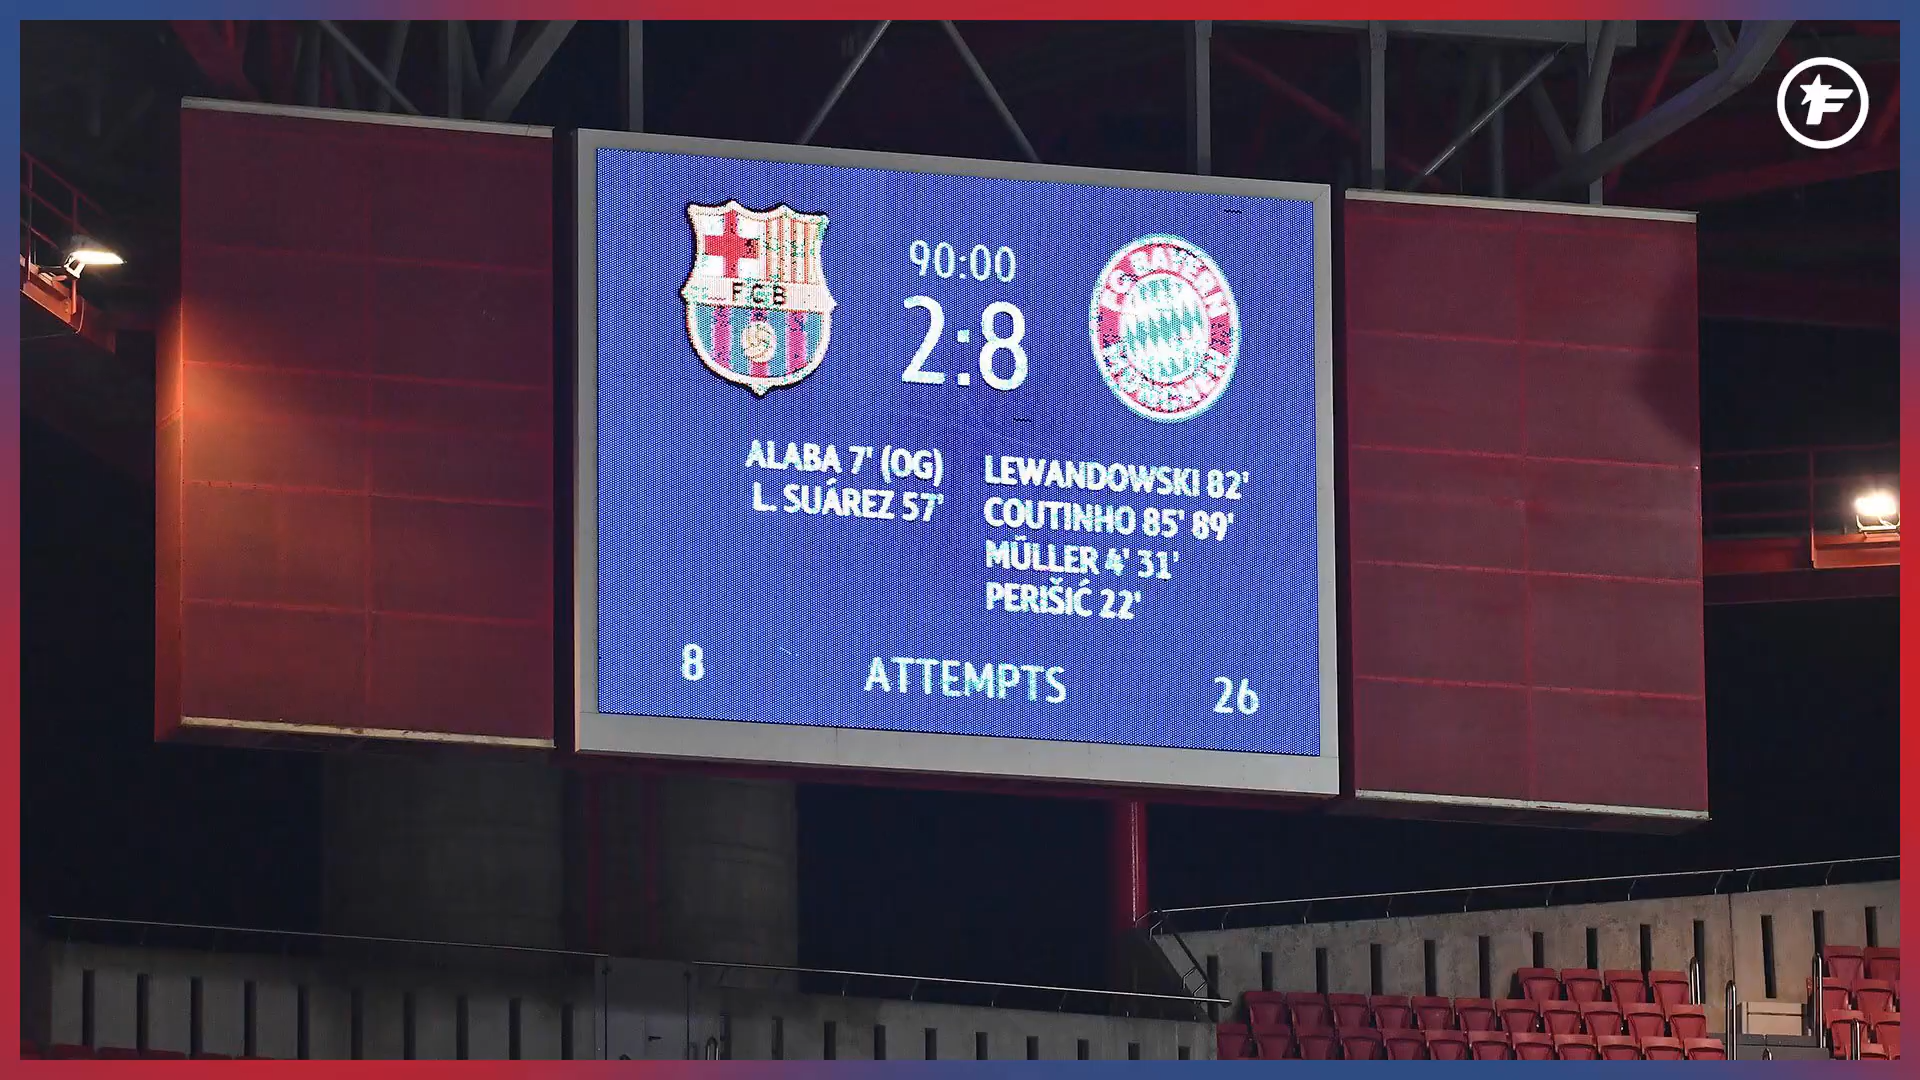 90:00
2:8
FCB
FC BAYERN
MÜNCHEN
ALABA 7' (OG)
L. SUÁREZ 57'
LEWANDOWSKI 82'
COUTINHO 85' 89'
MÜLLER 4' 31'
PERIŠIĆ 22'
8 ATTEMPTS 26
F